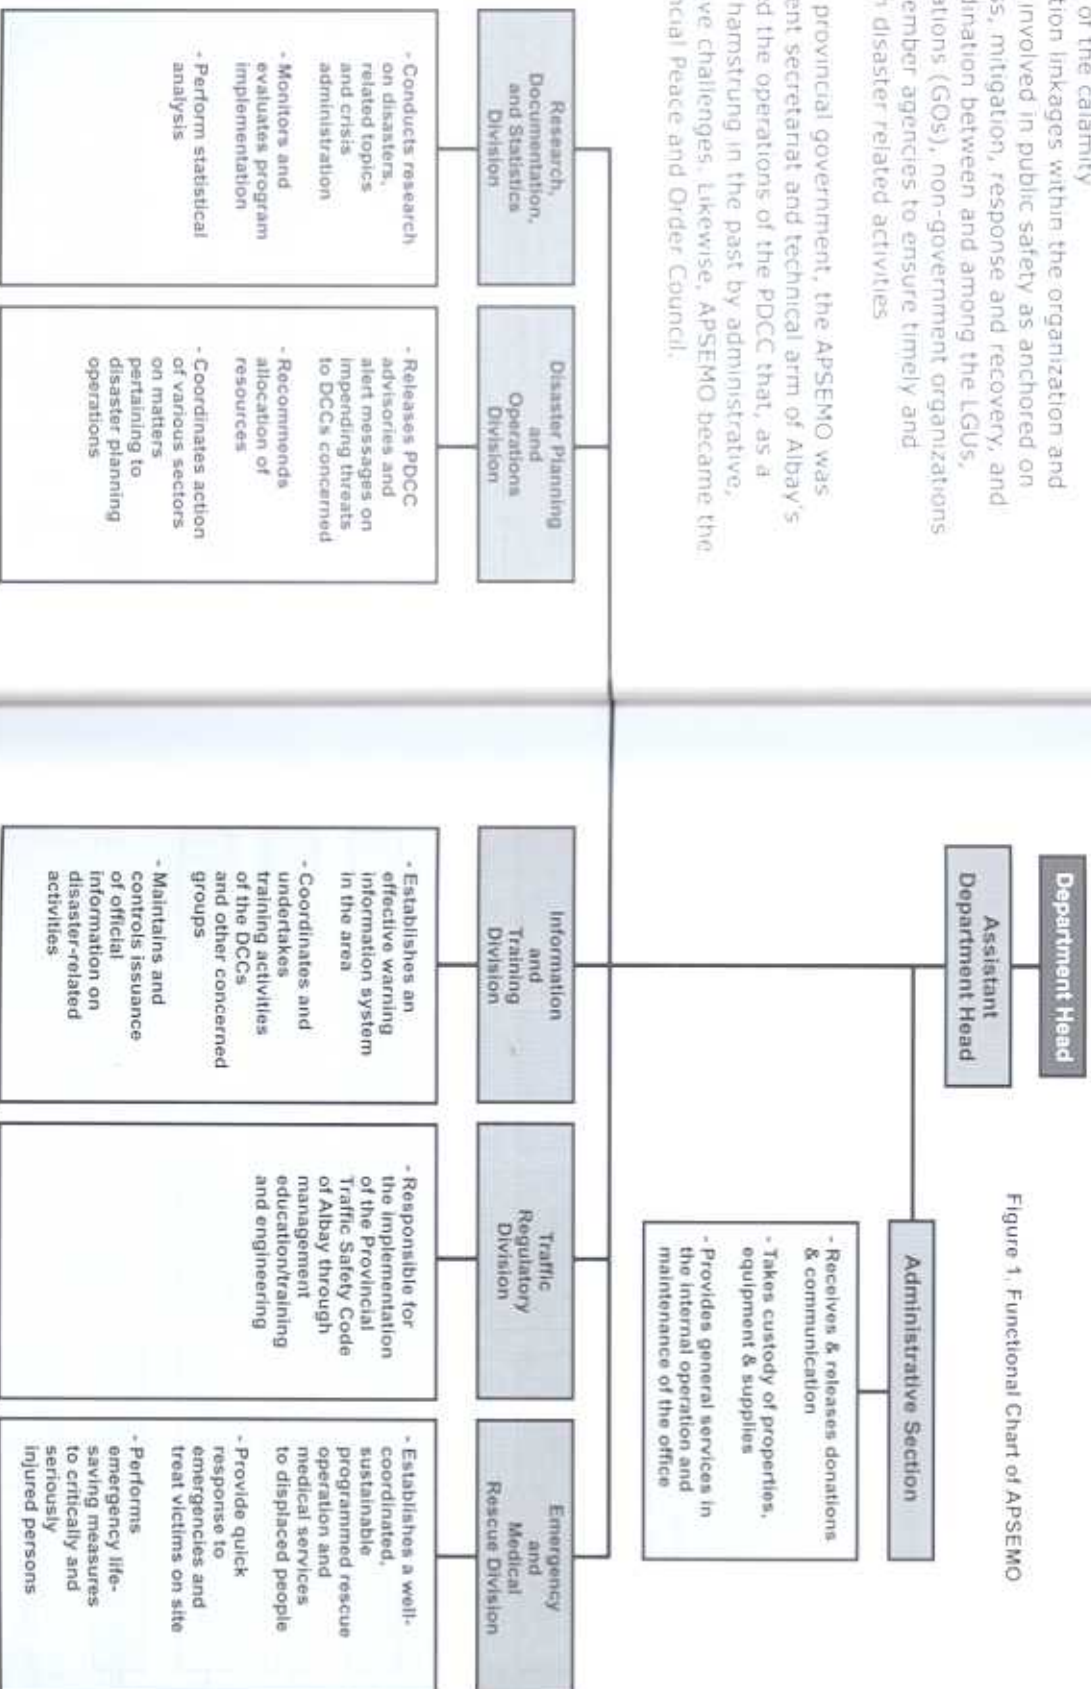 of the calamity
tion linkages within the organization and
involved in public safety as anchored on
ss, mitigation, response and recovery, and
dination between and among the LGUs,
ations (GOs), non-government organizations
ember agencies to ensure timely and
n disaster related activities
provincial government, the APSEMO was
ent secretariat and technical arm of Albay's
d the operations of the PDCC that, as a
hamstrung in the past by administrative,
ve challenges. Likewise, APSEMO became the
ncial Peace and Order Council.
Figure 1. Functional Chart of APSEMO
Department Head
Assistant
Department Head
Administrative Section
- Receives & releases donations
& communication
- Takes custody of properties,
equipment & supplies
- Provides general services in
the internal operation and
maintenance of the office
Research,
Documentation,
and Statistics
Division
- Conducts research
on disasters,
related topics
and crisis
administration
- Monitors and
evaluates program
implementation
- Perform statistical
analysis
Disaster Planning
and
Operations
Division
- Releases PDCC
advisories and
alert messages on
impending threats
to DCCs concerned
- Recommends
allocation of
resources
- Coordinates action
of various sectors
on matters
pertaining to
disaster planning
operations
Information
and
Training
Division
- Establishes an
effective warning
information system
in the area
- Coordinates and
undertakes
training activities
of the DCCs
and other concerned
groups
- Maintains and
controls issuance
of official
information on
disaster-related
activities
Traffic
Regulatory
Division
- Responsible for
the implementation
of the Provincial
Traffic Safety Code
of Albay through
management
education/training
and engineering
Emergency
and
Medical
Rescue Division
- Establishes a well-
coordinated,
sustainable
programmed rescue
operation and
medical services
to displaced people
- Provide quick
response to
emergencies and
treat victims on site
- Performs
emergency life-
saving measures
to critically and
seriously
injured persons